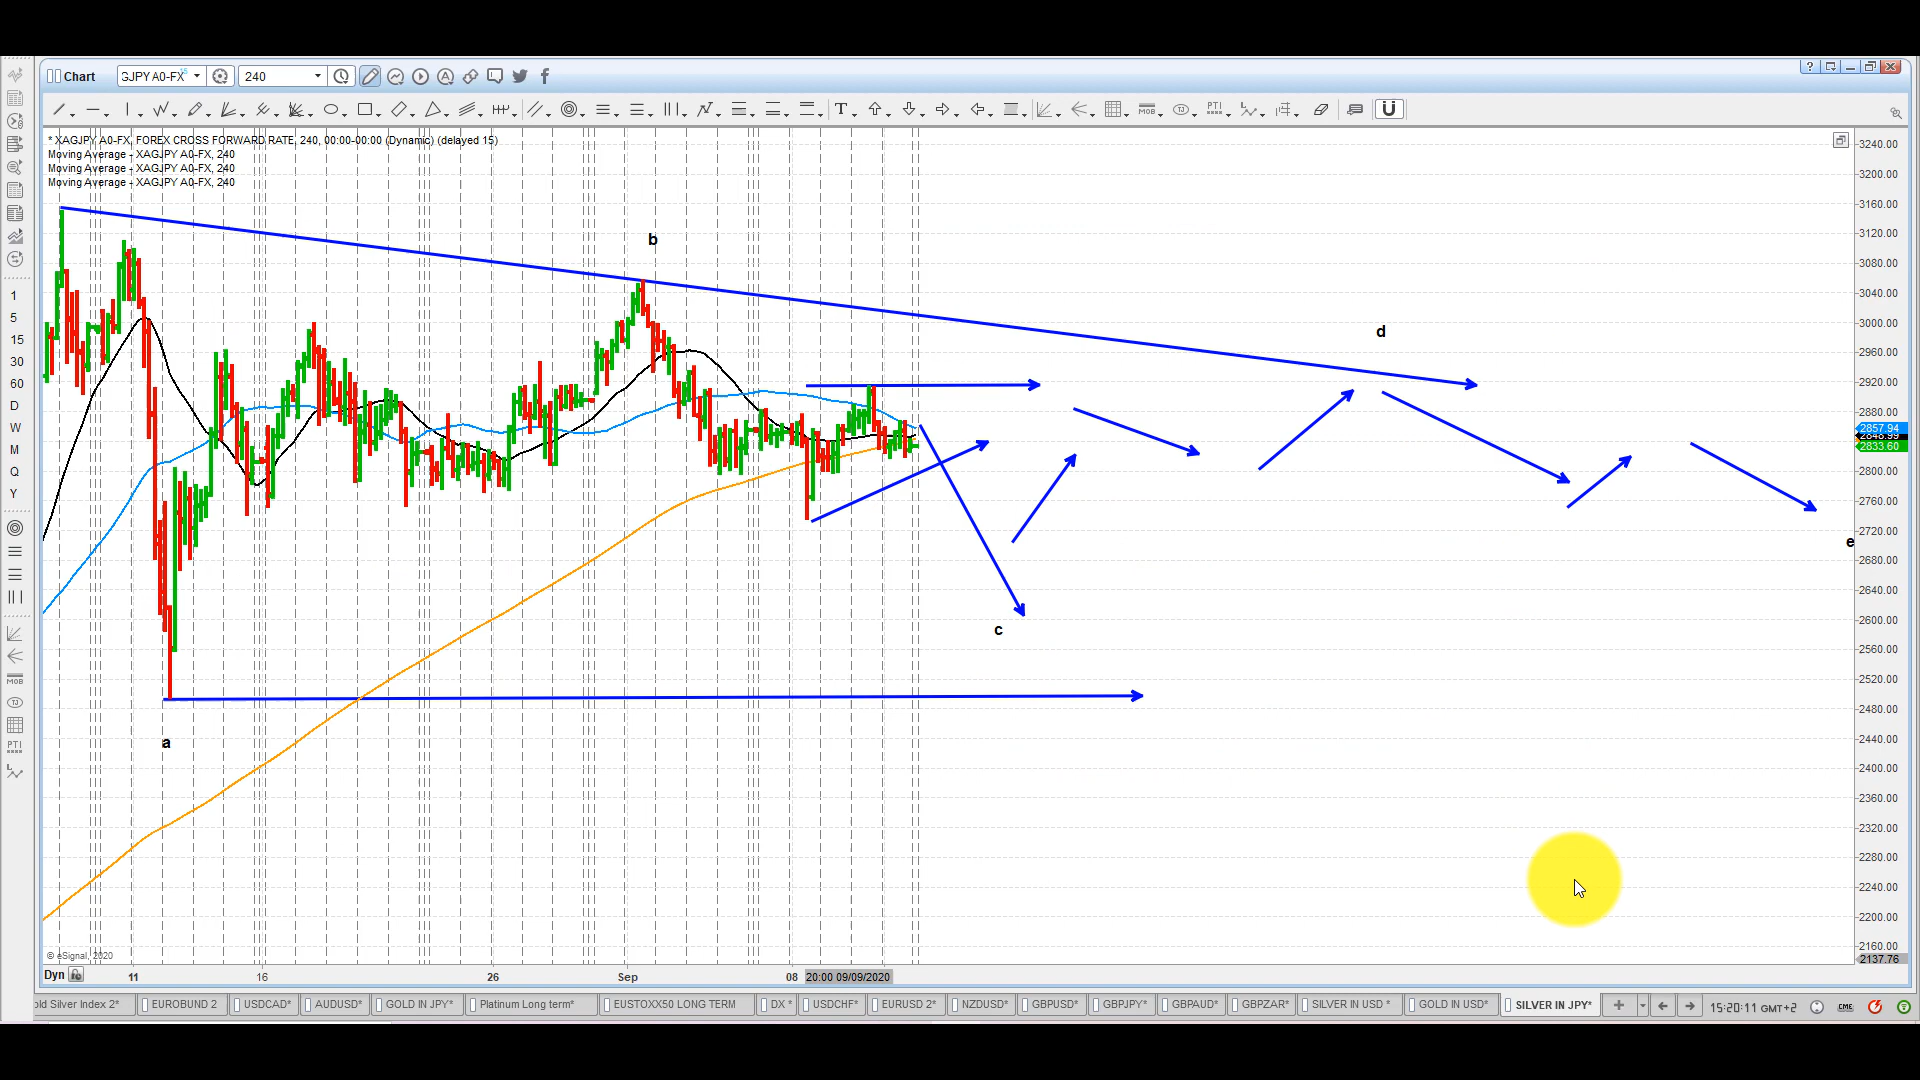 Chart
GJPY A0-FX
240
* XAGJPY A0-FX, FOREX CROSS FORWARD RATE, 240, 00:00-00:00 (Dynamic) (delayed 15)
Moving Average - XAGJPY A0-FX, 240
Moving Average - XAGJPY A0-FX, 240
Moving Average - XAGJPY A0-FX, 240
1
5
15
30
60
D
W
M
Q
Y
MOB
TJ
PTI
a
b
c
d
e
3240.00
3200.00
3160.00
3120.00
3080.00
3040.00
3000.00
2960.00
2920.00
2880.00
2857.94
2848.99
2833.60
2800.00
2760.00
2720.00
2680.00
2640.00
2600.00
2560.00
2520.00
2480.00
2440.00
2400.00
2360.00
2320.00
2280.00
2240.00
2200.00
2160.00
2137.76
© eSignal, 2020
Dyn 11 16 26 Sep 08 20:00 09/09/2020
old Silver Index 2* EUROBUND 2 USDCAD* AUDUSD* GOLD IN JPY* Platinum Long term* EUSTOXX50 LONG TERM DX * USDCHF* EURUSD 2* NZDUSD* GBPUSD* GBPJPY* GBPAUD* GBPZAR* SILVER IN USD * GOLD IN USD* SILVER IN JPY* 15:20:11 GMT+2 CME